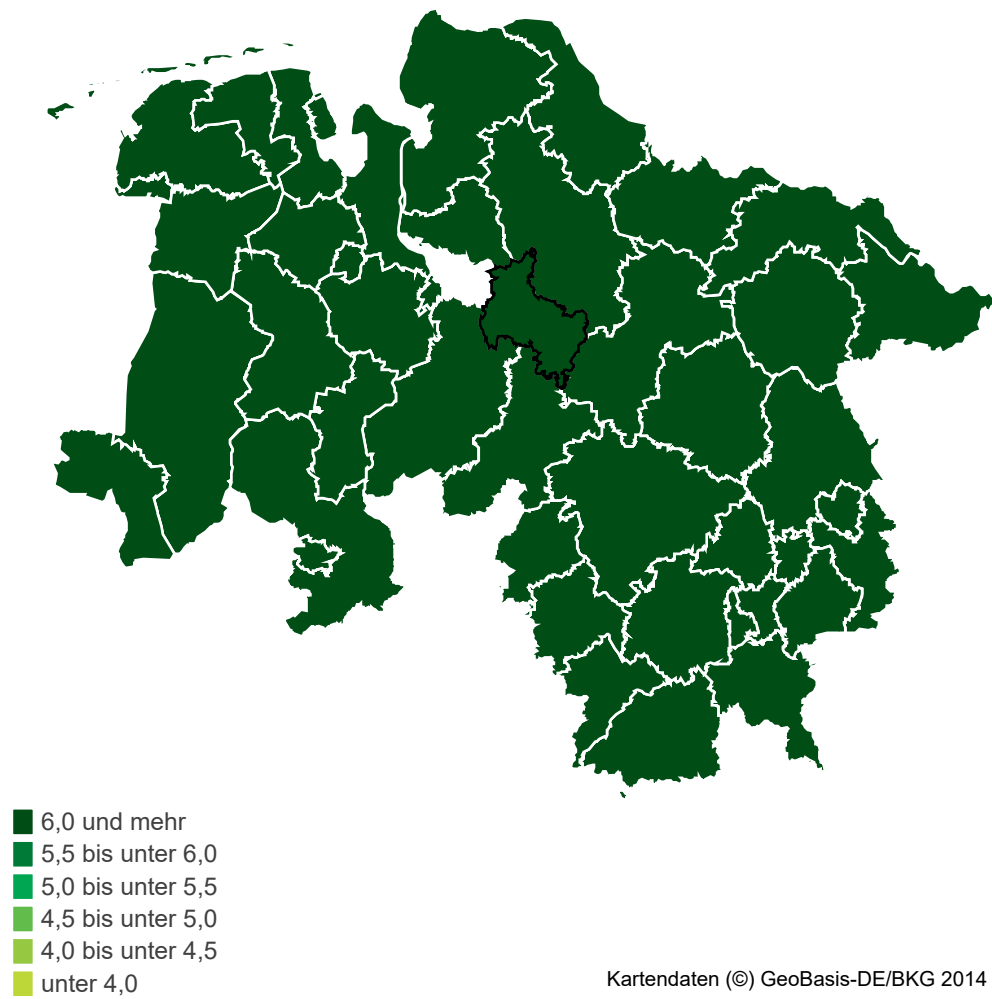 6,0 und mehr
5,5 bis unter 6,0
5,0 bis unter 5,5
4,5 bis unter 5,0
4,0 bis unter 4,5
unter 4,0
Kartendaten (©) GeoBasis-DE/BKG 2014